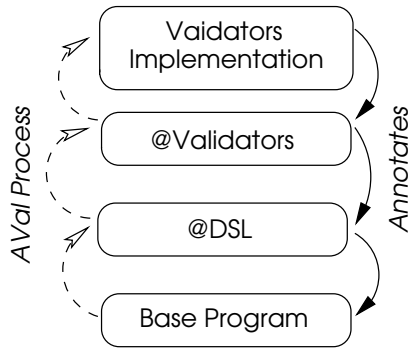 Vaidators
Implementation
@Validators
@DSL
Base Program
AVal Process
Annotates